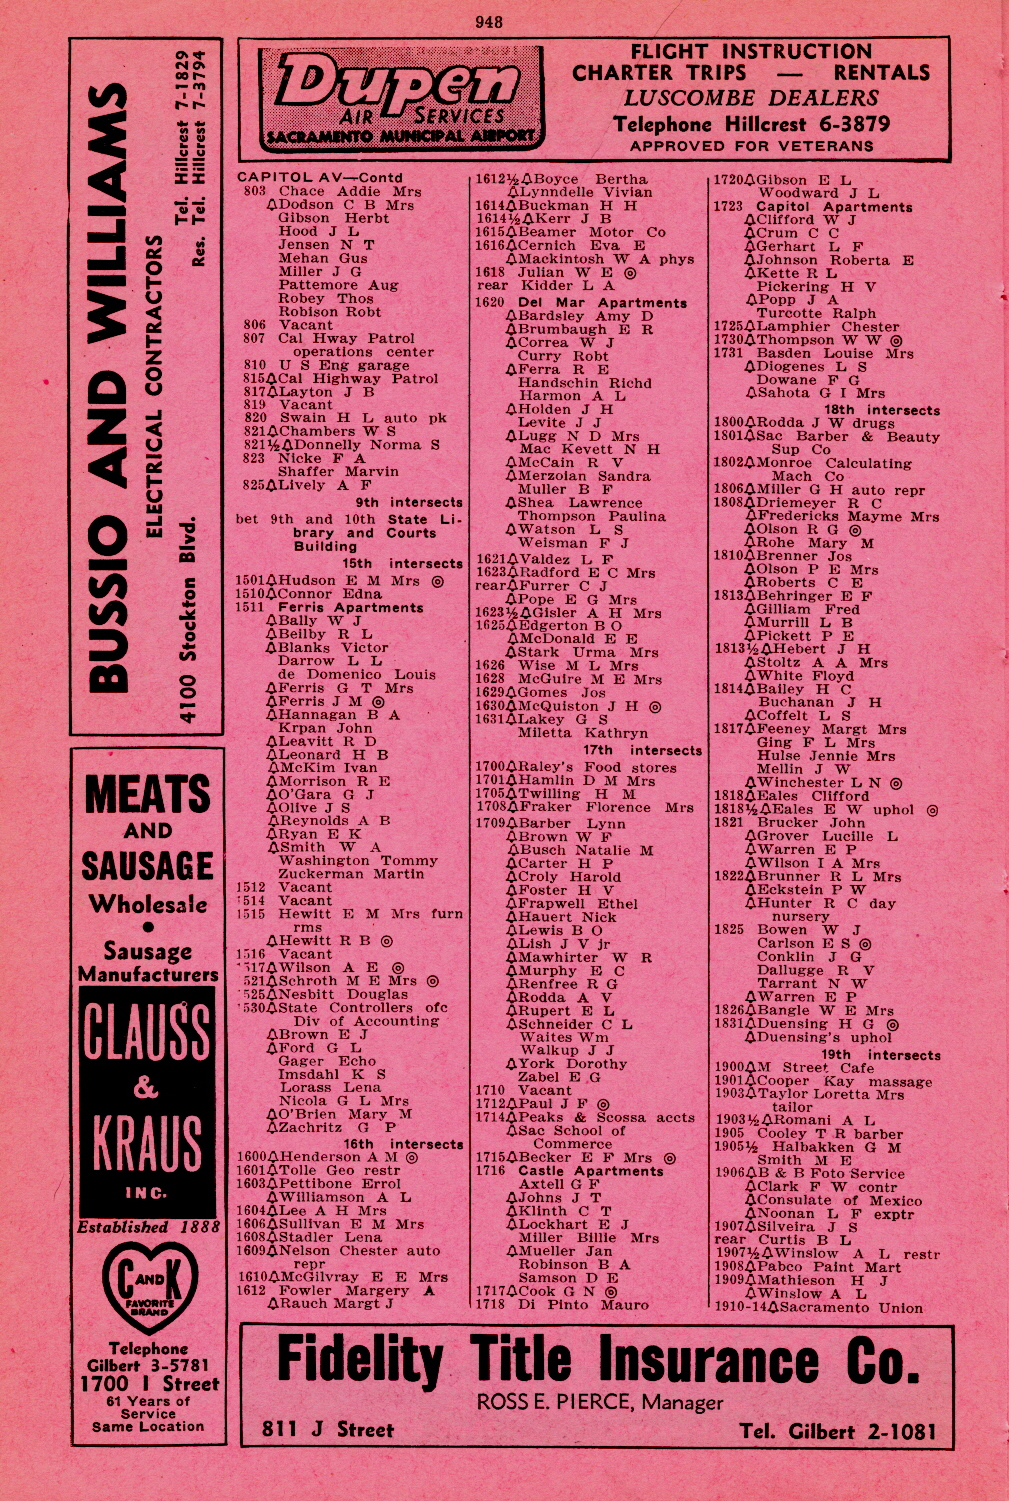 948
BUSSIO AND WILLIAMS
ELECTRICAL CONTRACTORS
4100 Stockton Blvd.
Tel. Hillcrest 7-1829
Res. Tel. Hillcrest 7-3794
MEATS
AND
SAUSAGE
Wholesale
●
Sausage
Manufacturers
CLAUSS
&
KRAUS
INC.
Established 1888
C AND K
FAVORITE
BRAND
Telephone
Gilbert 3-5781
1700 I Street
61 Years of
Service
Same Location
Dupen
AIR SERVICES
SACRAMENTO MUNICIPAL AIRPORT
FLIGHT INSTRUCTION
CHARTER TRIPS — RENTALS
LUSCOMBE DEALERS
Telephone Hillcrest 6-3879
APPROVED FOR VETERANS
CAPITOL AV—Contd
803 Chace Addie Mrs
△Dodson C B Mrs
Gibson Herbt
Hood J L
Jensen N T
Mehan Gus
Miller J G
Pattemore Aug
Robey Thos
Robison Robt
806 Vacant
807 Cal Hway Patrol
operations center
810 U S Eng garage
815△Cal Highway Patrol
817△Layton J B
819 Vacant
820 Swain H L auto pk
821△Chambers W S
821½△Donnelly Norma S
823 Nicke F A
Shaffer Marvin
825△Lively A F
9th intersects
bet 9th and 10th State Li-
brary and Courts
Building
15th intersects
1501△Hudson E M Mrs ◎
1510△Connor Edna
1511 Ferris Apartments
△Bally W J
△Beilby R L
△Blanks Victor
Darrow L L
de Domenico Louis
△Ferris G T Mrs
△Ferris J M ◎
△Hannagan B A
Krpan John
△Leavitt R D
△Leonard H B
△McKim Ivan
△Morrison R E
△O'Gara G J
△Olive J S
△Reynolds A B
△Ryan E K
△Smith W A
Washington Tommy
Zuckerman Martin
1512 Vacant
1514 Vacant
1515 Hewitt E M Mrs furn
rms
△Hewitt R B ◎
1516 Vacant
1517△Wilson A E ◎
1521△Schroth M E Mrs ◎
1525△Nesbitt Douglas
1530△State Controllers ofc
Div of Accounting
△Brown E J
△Ford G L
Gager Echo
Imsdahl K S
Lorass Lena
Nicola G L Mrs
△O'Brien Mary M
△Zachritz G P
16th intersects
1600△Henderson A M ◎
1601△Tolle Geo restr
1603△Pettibone Errol
△Williamson A L
1604△Lee A H Mrs
1606△Sullivan E M Mrs
1608△Stadler Lena
1609△Nelson Chester auto
repr
1610△McGilvray E E Mrs
1612 Fowler Margery A
△Rauch Margt J
1612½△Boyce Bertha
△Lynndelle Vivian
1614△Buckman H H
1614½△Kerr J B
1615△Beamer Motor Co
1616△Cernich Eva E
△Mackintosh W A phys
1618 Julian W E ◎
rear Kidder L A
1620 Del Mar Apartments
△Bardsley Amy D
△Brumbaugh E R
△Correa W J
Curry Robt
△Ferra R E
Handschin Richd
Harmon A L
△Holden J H
Levite J J
△Lugg N D Mrs
Mac Kevett N H
△McCain R V
△Merzoian Sandra
Muller B F
△Shea Lawrence
Thompson Paulina
△Watson L S
Weisman F J
1621△Valdez L F
1623△Radford E C Mrs
rear△Furrer C J
△Pope E G Mrs
1623½△Gisler A H Mrs
1625△Edgerton B O
△McDonald E E
△Stark Urma Mrs
1626 Wise M L Mrs
1628 McGuire M E Mrs
1629△Gomes Jos
1630△McQuiston J H ◎
1631△Lakey G S
Miletta Kathryn
17th intersects
1700△Raley's Food stores
1701△Hamlin D M Mrs
1705△Twilling H M
1708△Fraker Florence Mrs
1709△Barber Lynn
△Brown W F
△Busch Natalie M
△Carter H P
△Croly Harold
△Foster H V
△Frapwell Ethel
△Hauert Nick
△Lewis B O
△Lish J V jr
△Mawhirter W R
△Murphy E C
△Renfree R G
△Rodda A V
△Rupert E L
△Schneider C L
Waites Wm
Walkup J J
△York Dorothy
Zabel E G
1710 Vacant
1712△Paul J F ◎
1714△Peaks & Scossa accts
△Sac School of
Commerce
1715△Becker E F Mrs ◎
1716 Castle Apartments
Axtell G F
△Johns J T
△Klinth C T
△Lockhart E J
Miller Billie Mrs
△Mueller Jan
Robinson B A
Samson D E
1717△Cook G N ◎
1718 Di Pinto Mauro
1720△Gibson E L
Woodward J L
1723 Capitol Apartments
△Clifford W J
△Crum C C
△Gerhart L F
△Johnson Roberta E
△Kette R L
Pickering H V
△Popp J A
Turcotte Ralph
1725△Lamphier Chester
1730△Thompson W W ◎
1731 Basden Louise Mrs
△Diogenes L S
Dowane F G
△Sahota G I Mrs
18th intersects
1800△Rodda J W drugs
1801△Sac Barber & Beauty
Sup Co
1802△Monroe Calculating
Mach Co
1806△Miller G H auto repr
1808△Driemeyer R C
△Fredericks Mayme Mrs
△Olson R G ◎
△Rohe Mary M
1810△Brenner Jos
△Olson P E Mrs
△Roberts C E
1813△Behringer E F
△Gilliam Fred
△Murrill L B
△Pickett P E
1813½△Hebert J H
△Stoltz A A Mrs
△White Floyd
1814△Bailey H C
Buchanan J H
△Coffelt L S
1817△Feeney Margt Mrs
Ging F L Mrs
Hulse Jennie Mrs
Mellin J W
△Winchester L N ◎
1818△Eales Clifford
1818½△Eales E W uphol ◎
1821 Brucker John
△Grover Lucille L
△Warren E P
△Wilson I A Mrs
1822△Brunner R L Mrs
△Eckstein P W
△Hunter R C day
nursery
1825 Bowen W J
Carlson E S ◎
Conklin J G
Dallugge R V
Tarrant N W
△Warren E P
1826△Bangle W E Mrs
1831△Duensing H G ◎
△Duensing's uphol
19th intersects
1900△M Street Cafe
1901△Cooper Kay massage
1903△Taylor Loretta Mrs
tailor
1903½△Romani A L
1905 Cooley T R barber
1905½ Halbakken G M
Smith M E
1906△B & B Foto Service
△Clark F W contr
△Consulate of Mexico
△Noonan L F exptr
1907△Silveira J S
rear Curtis B L
1907½△Winslow A L restr
1908△Pabco Paint Mart
1909△Mathieson H J
△Winslow A L
1910-14△Sacramento Union
Fidelity Title Insurance Co.
ROSS E. PIERCE, Manager
811 J Street
Tel. Gilbert 2-1081